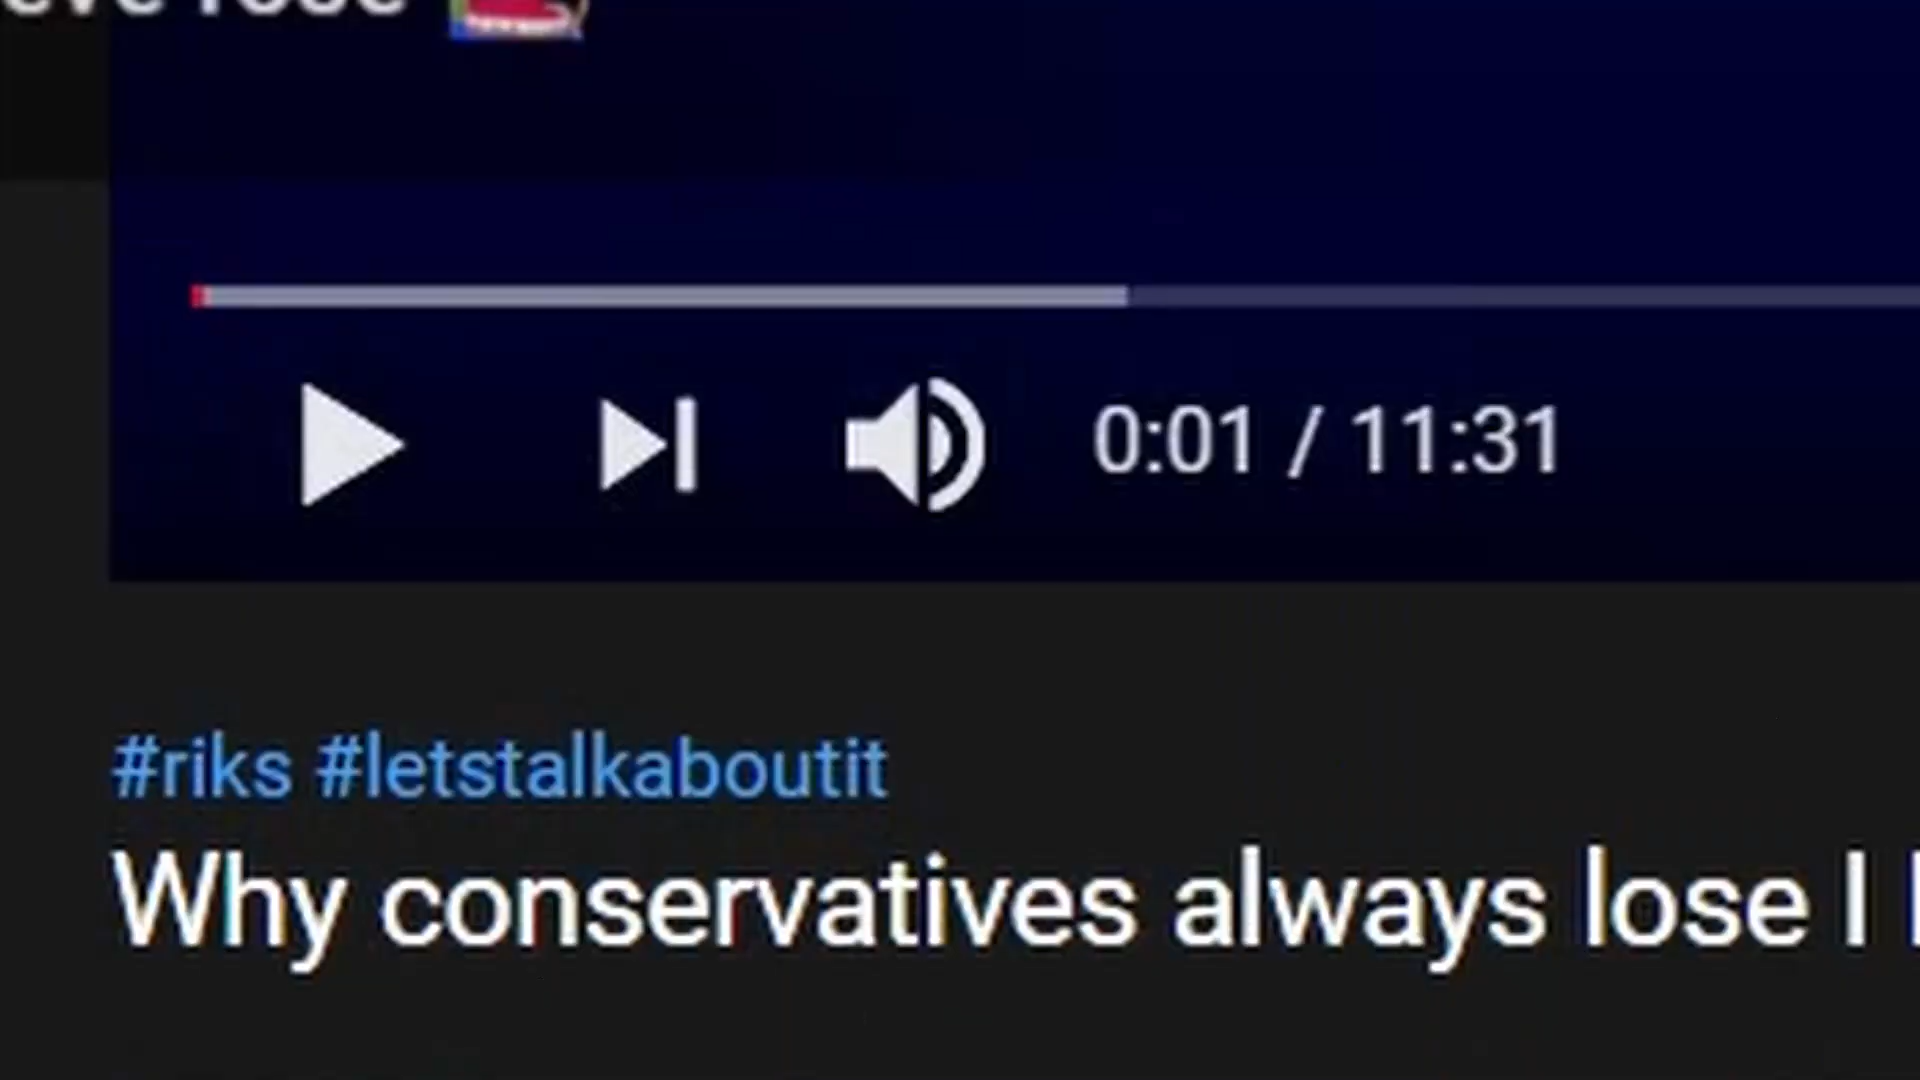 0:01 / 11:31
#riks #letstalkaboutit
Why conservatives always lose I